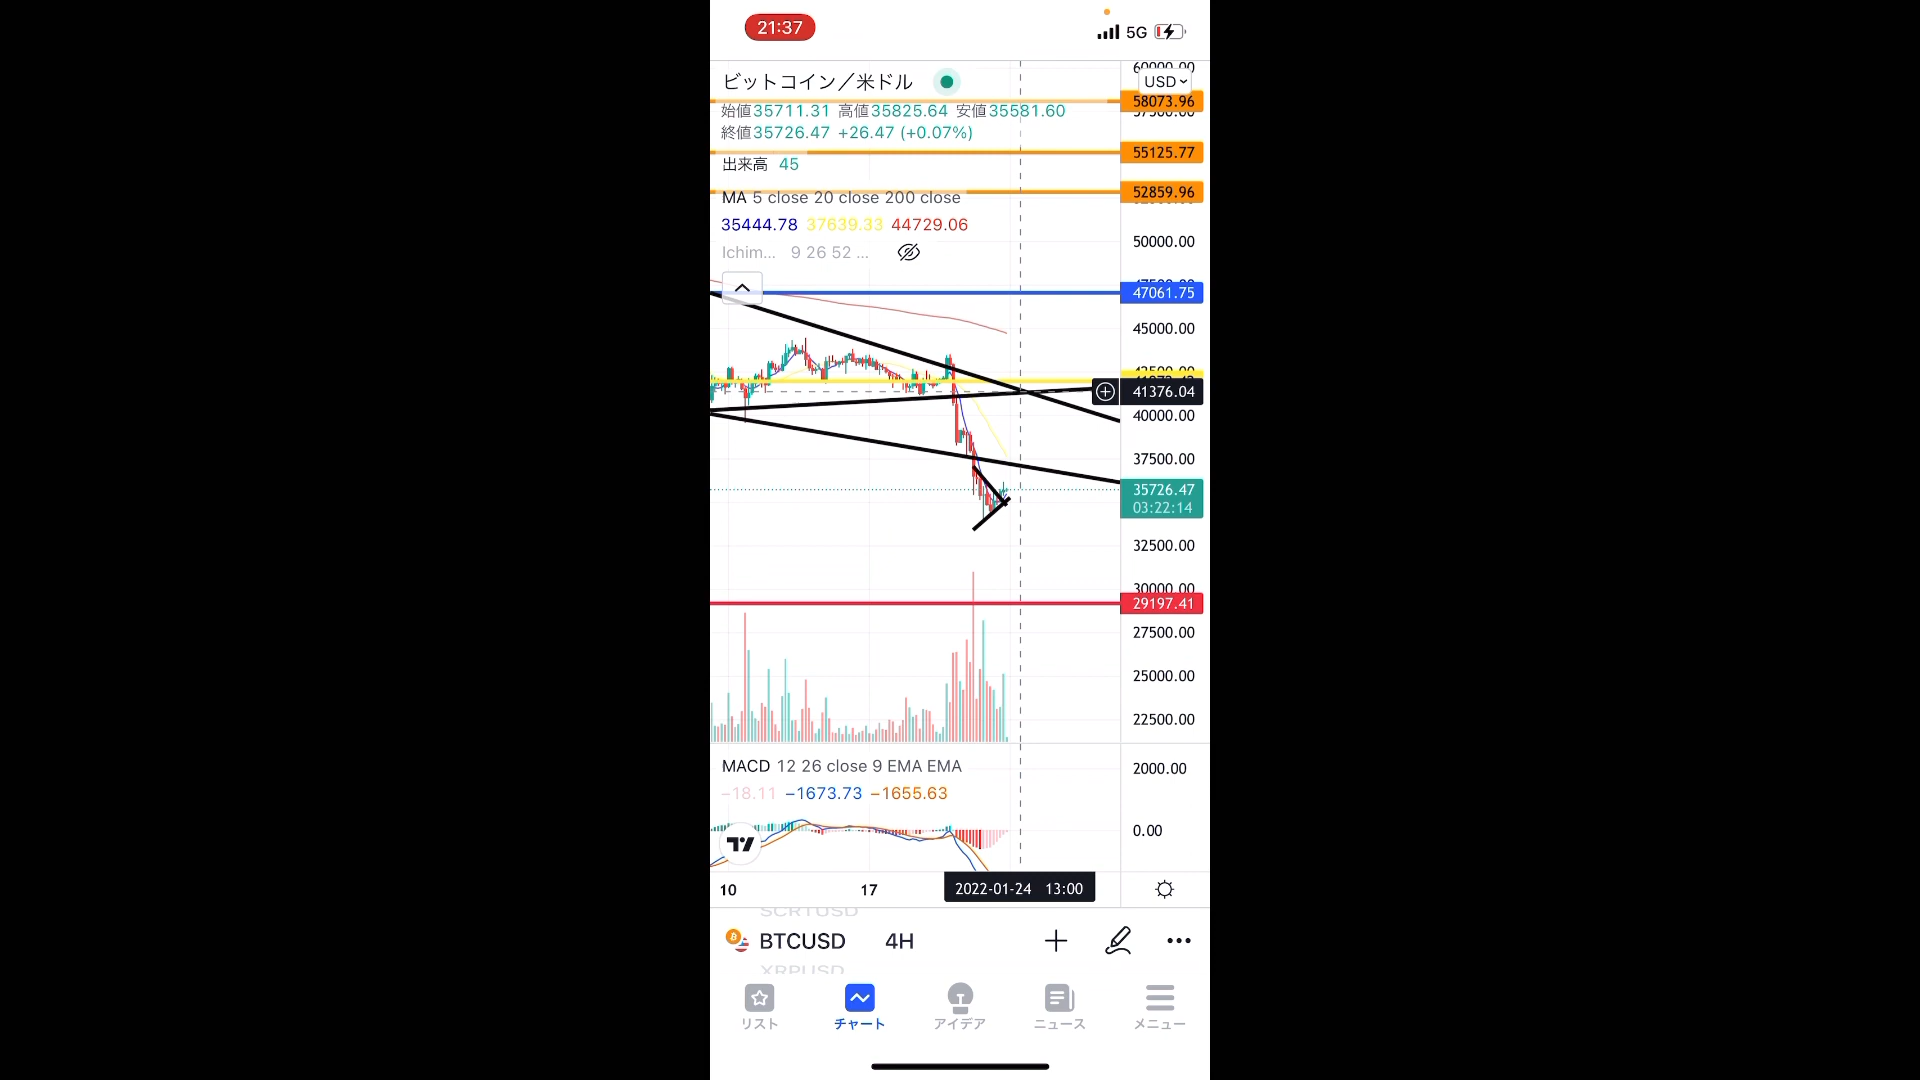 21:37
5G
ビットコイン／米ドル
USD
60000.00
58073.96
始値35711.31 高値35825.64 安値35581.60
終値35726.47 +26.47 (+0.07%)
55125.77
出来高 45
52859.96
MA 5 close 20 close 200 close
35444.78 37639.33 44729.06
50000.00
Ichim... 9 26 52 ...
47061.75
45000.00
41376.04
40000.00
37500.00
35726.47
03:22:14
32500.00
30000.00
29197.41
27500.00
25000.00
22500.00
MACD 12 26 close 9 EMA EMA
2000.00
−18.11 −1673.73 −1655.63
0.00
10 17 2022-01-24 13:00
SCRTUSD
BTCUSD 4H
XRPUSD
リスト チャート アイデア ニュース メニュー